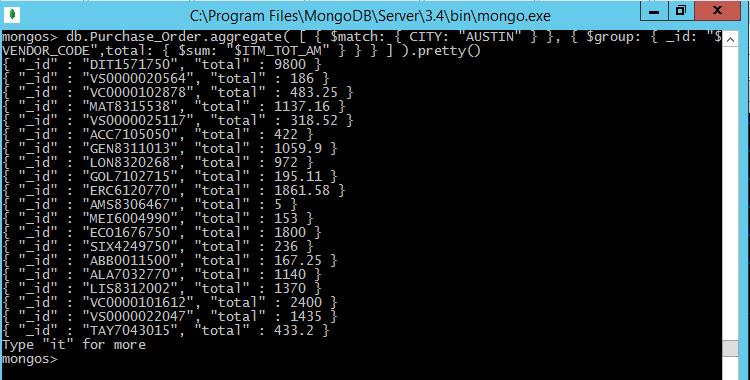 C:\Program Files\MongoDB\Server\3.4\bin\mongo.exe
mongos> db.Purchase_Order.aggregate( [ { $match: { CITY: "AUSTIN" } }, { $group: { _id: "$
VENDOR_CODE",total: { $sum: "$ITM_TOT_AM" } } } ] ).pretty()
{ "_id" : "DIT1571750", "total" : 9800 }
{ "_id" : "VS0000020564", "total" : 186 }
{ "_id" : "VC0000102878", "total" : 483.25 }
{ "_id" : "MAT8315538", "total" : 1137.16 }
{ "_id" : "VS0000025117", "total" : 318.52 }
{ "_id" : "ACC7105050", "total" : 422 }
{ "_id" : "GEN8311013", "total" : 1059.9 }
{ "_id" : "LON8320268", "total" : 972 }
{ "_id" : "GOL7102715", "total" : 195.11 }
{ "_id" : "ERC6120770", "total" : 1861.58 }
{ "_id" : "AMS8306467", "total" : 5 }
{ "_id" : "MEI6004990", "total" : 153 }
{ "_id" : "ECO1676750", "total" : 1800 }
{ "_id" : "SIX4249750", "total" : 236 }
{ "_id" : "ABB0011500", "total" : 167.25 }
{ "_id" : "ALA7032770", "total" : 1140 }
{ "_id" : "LIS8312002", "total" : 1370 }
{ "_id" : "VC0000101612", "total" : 2400 }
{ "_id" : "VS0000022047", "total" : 1435 }
{ "_id" : "TAY7043015", "total" : 433.2 }
Type "it" for more
mongos>